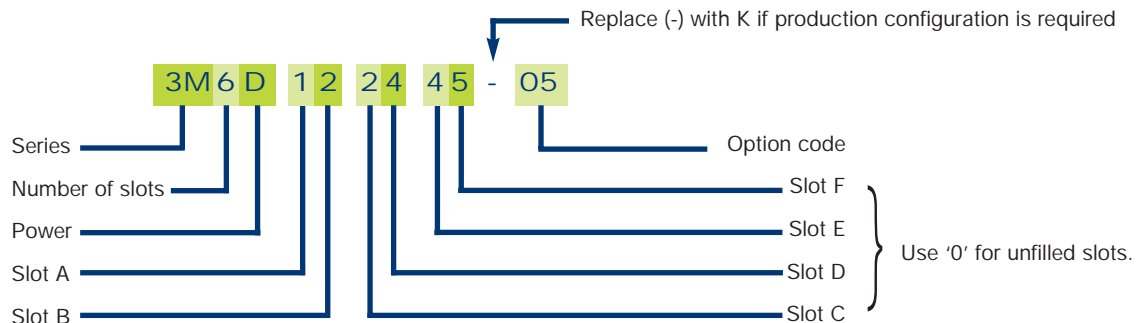 Replace (-) with K if production configuration is required
3M6D 12 24 45 - 05
Series
Option code
Number of slots
Slot F
Power
Slot E
Use ‘0’ for unfilled slots.
Slot A
Slot D
Slot B
Slot C